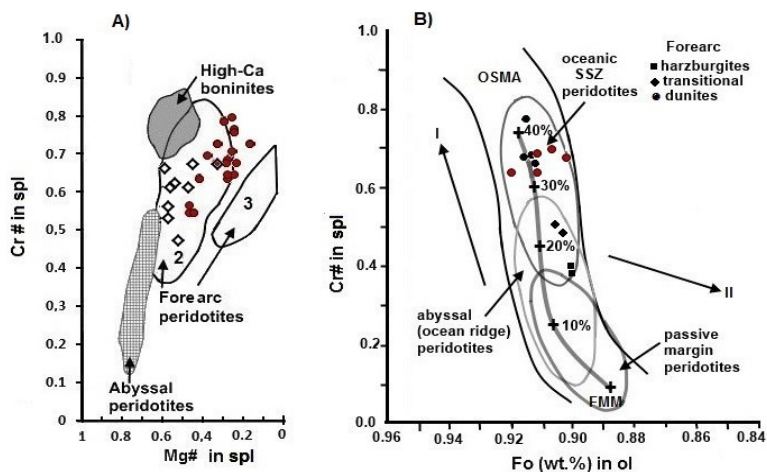 A)
Cr # in spl
1
0.9
0.8
0.7
0.6
0.5
0.4
0.3
0.2
0.1
0
1
0.8
0.6
0.4
0.2
0
Mg# in spl
High-Ca
boninites
2
3
Forearc
peridotites
Abyssal
peridotites
B)
Cr# in spl
1.0
0.8
0.6
0.4
0.2
0.0
0.96
0.94
0.92
0.90
0.88
0.86
0.84
Fo (wt.%) in ol
OSMA
oceanic
SSZ
peridotites
Forearc
harzburgites
transitional
dunites
I
II
40%
30%
20%
10%
abyssal
(ocean ridge)
peridotites
passive
margin
peridotites
FMM